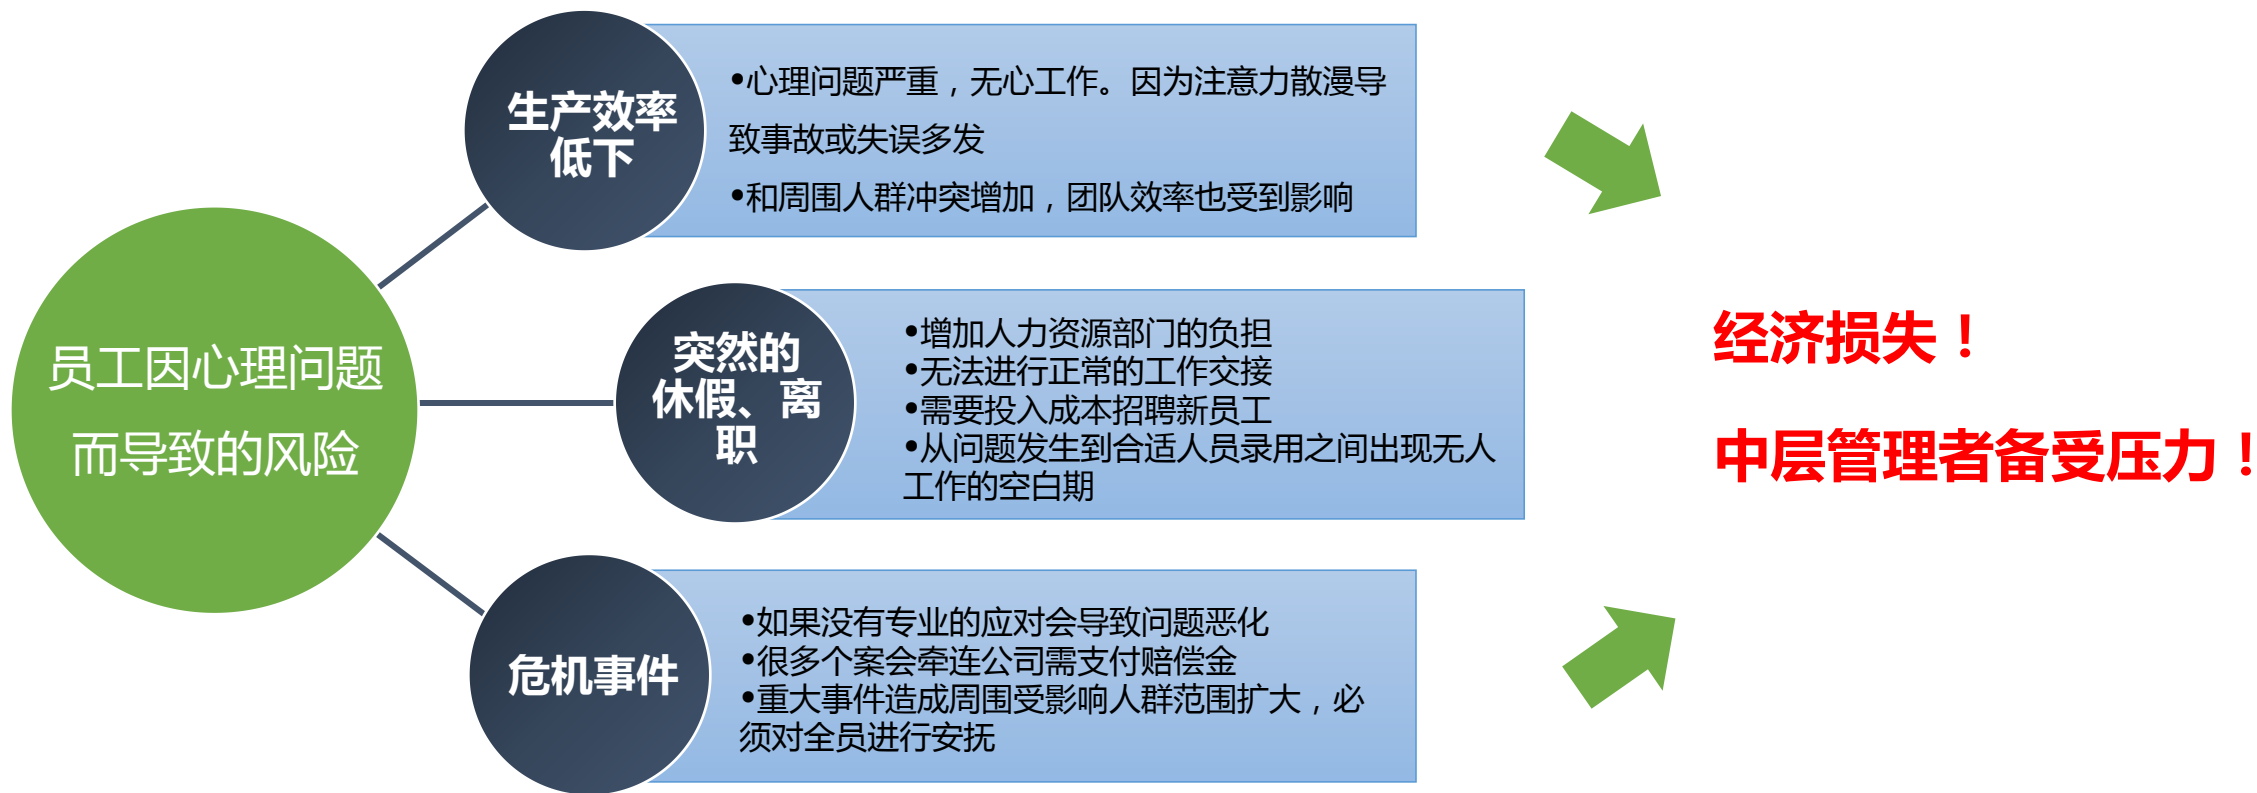 员工因心理问题
而导致的风险
生产效率
低下
•心理问题严重，无心工作。因为注意力散漫导
致事故或失误多发
•和周围人群冲突增加，团队效率也受到影响
突然的
休假、离
职
•增加人力资源部门的负担
•无法进行正常的工作交接
•需要投入成本招聘新员工
•从问题发生到合适人员录用之间出现无人
工作的空白期
危机事件
•如果没有专业的应对会导致问题恶化
•很多个案会牵连公司需支付赔偿金
•重大事件造成周围受影响人群范围扩大，必
须对全员进行安抚
经济损失！
中层管理者备受压力！